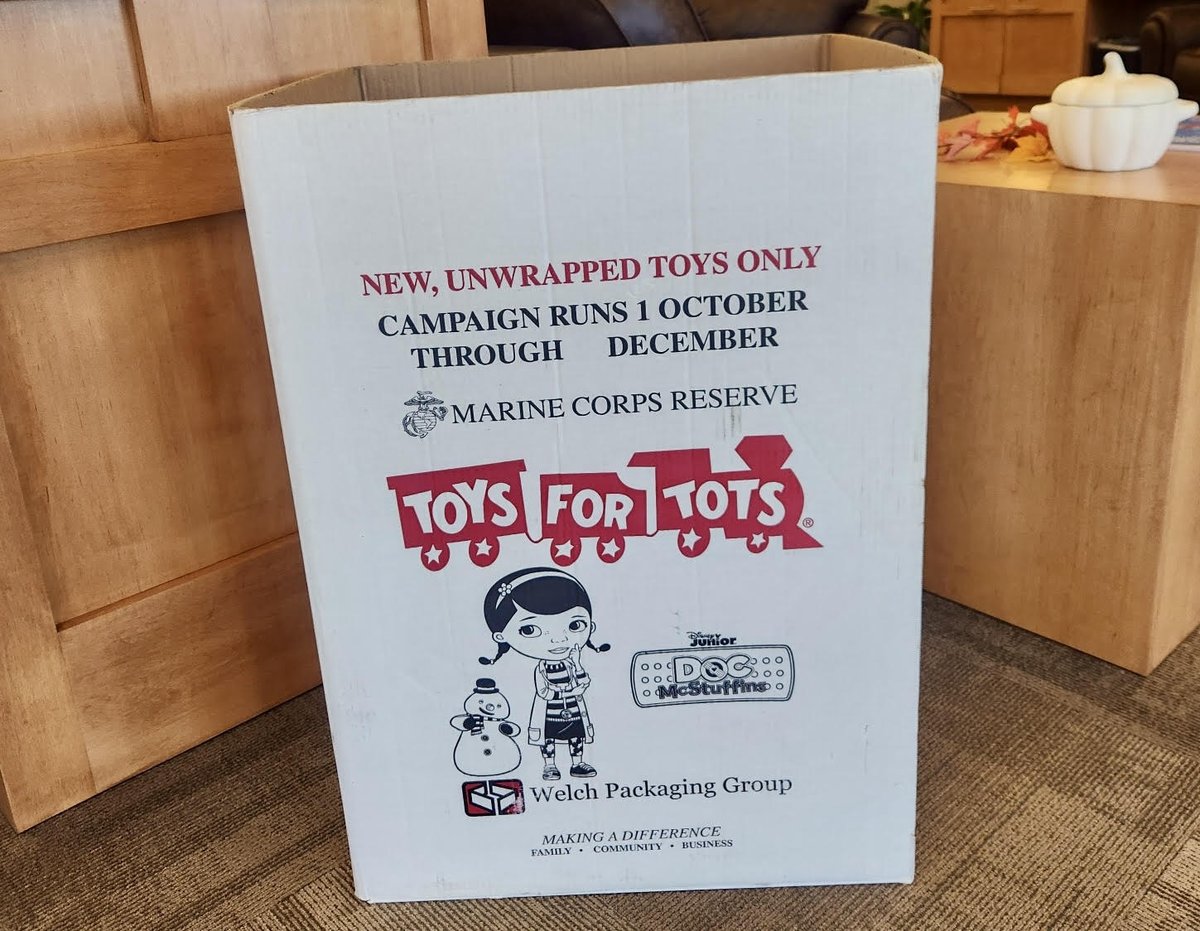 NEW, UNWRAPPED TOYS ONLY
CAMPAIGN RUNS 1 OCTOBER
THROUGH DECEMBER
MARINE CORPS RESERVE
TOYS FOR TOTS ®
Disney
Junior
DOC
McStuffins
Welch Packaging Group
MAKING A DIFFERENCE
FAMILY • COMMUNITY • BUSINESS